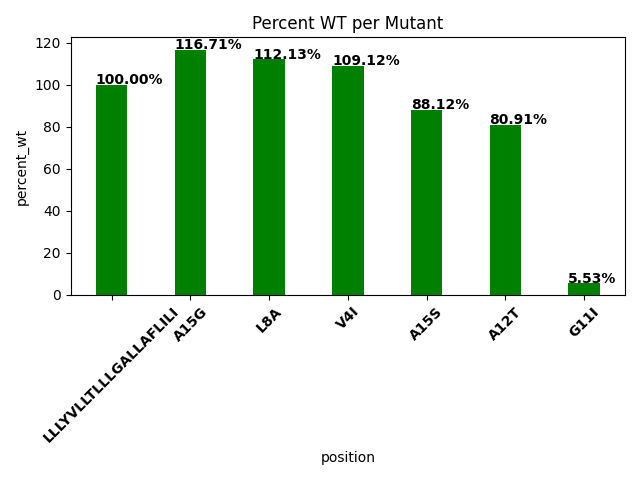 Percent WT per Mutant
percent_wt
120
100
80
60
40
20
0
100.00%
116.71%
112.13%
109.12%
88.12%
80.91%
5.53%
LLLYVLLTLLLGALLAFLILI
A15G
L8A
V4I
A15S
A12T
G11I
position